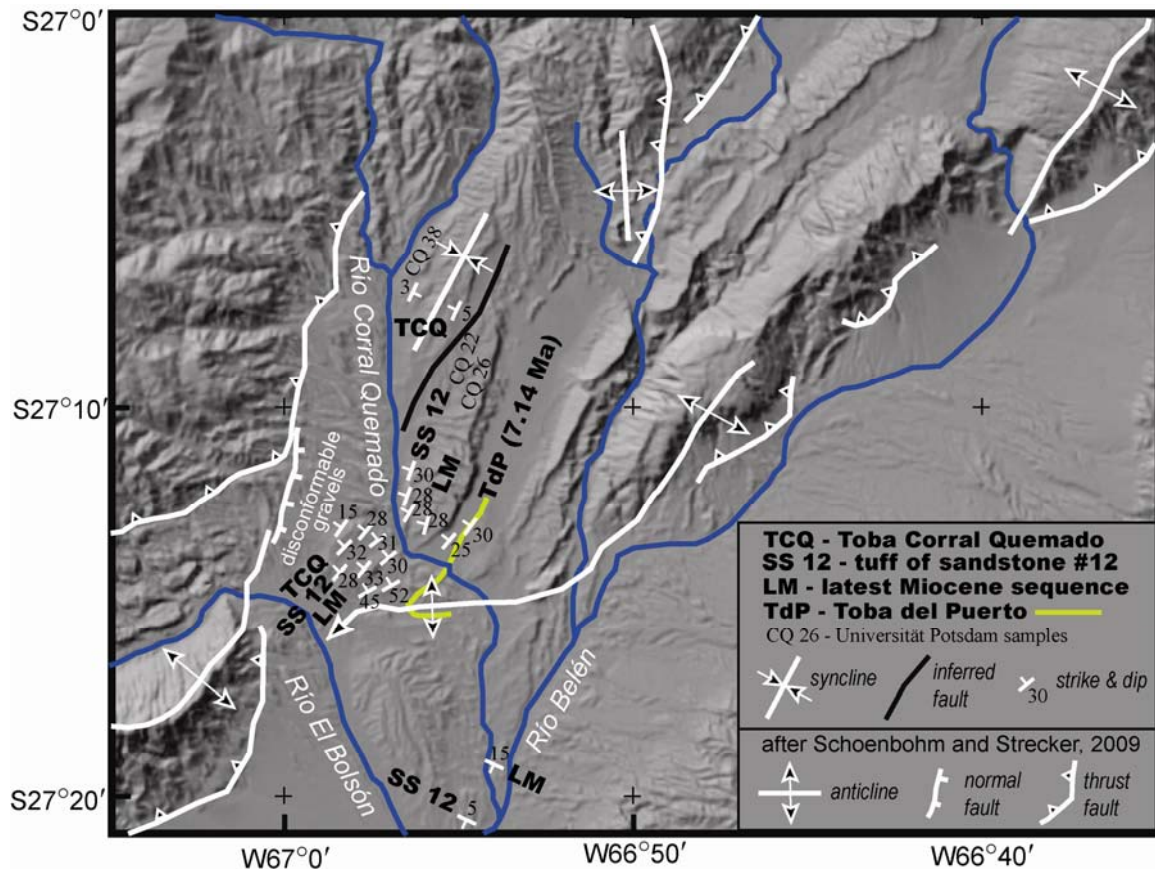 S27°0'
S27°10'
S27°20'
W67°0'
W66°50'
W66°40'
Río Corral Quemado
CQ 38
3
5
TCQ
CQ 22
CQ 26
SS 12
LM
TdP (7.14 Ma)
30
28
28
28
30
25
disconformable
gravels
15
28
31
32
30
28
33
52
45
TCQ
SS 12
LM
Río El Bolsón
Río Belén
15
LM
SS 12
5
TCQ - Toba Corral Quemado
SS 12 - tuff of sandstone #12
LM - latest Miocene sequence
TdP - Toba del Puerto
CQ 26 - Universität Potsdam samples
syncline
inferred
fault
30
strike & dip
after Schoenbohm and Strecker, 2009
anticline
normal
fault
thrust
fault